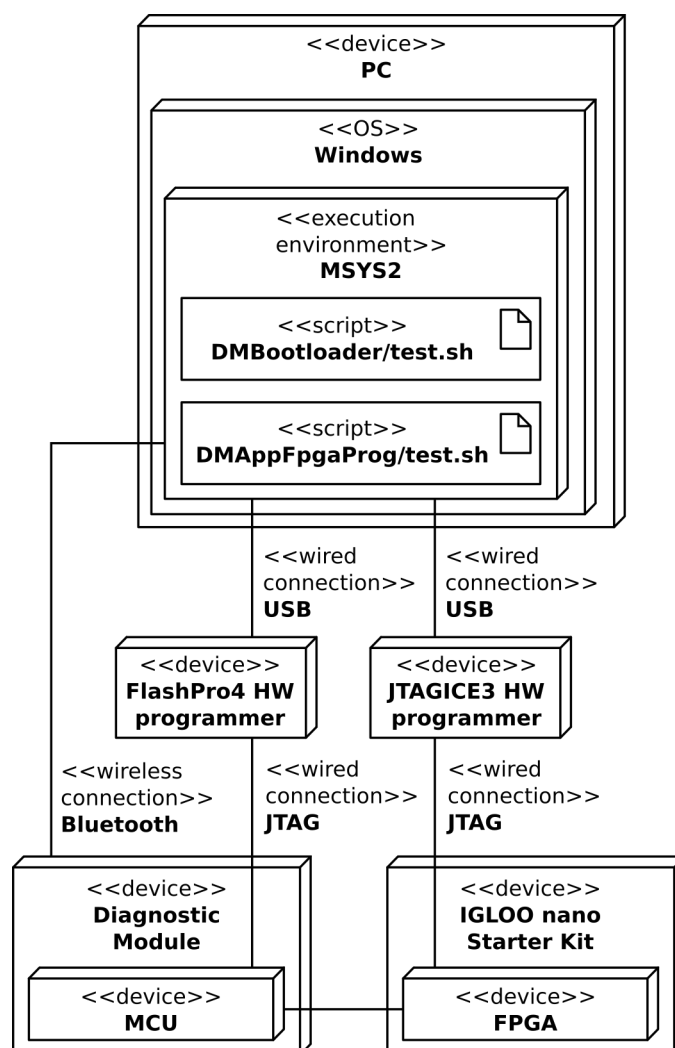 <<device>>
PC
<<OS>>
Windows
<<execution
environment>>
MSYS2
<<script>>
DMBootloader/test.sh
<<script>>
DMAppFpgaProg/test.sh
<<wired
connection>>
USB
<<wired
connection>>
USB
<<device>>
FlashPro4 HW
programmer
<<device>>
JTAGICE3 HW
programmer
<<wireless
connection>>
Bluetooth
<<wired
connection>>
JTAG
<<wired
connection>>
JTAG
<<device>>
Diagnostic
Module
<<device>>
IGLOO nano
Starter Kit
<<device>>
MCU
<<device>>
FPGA